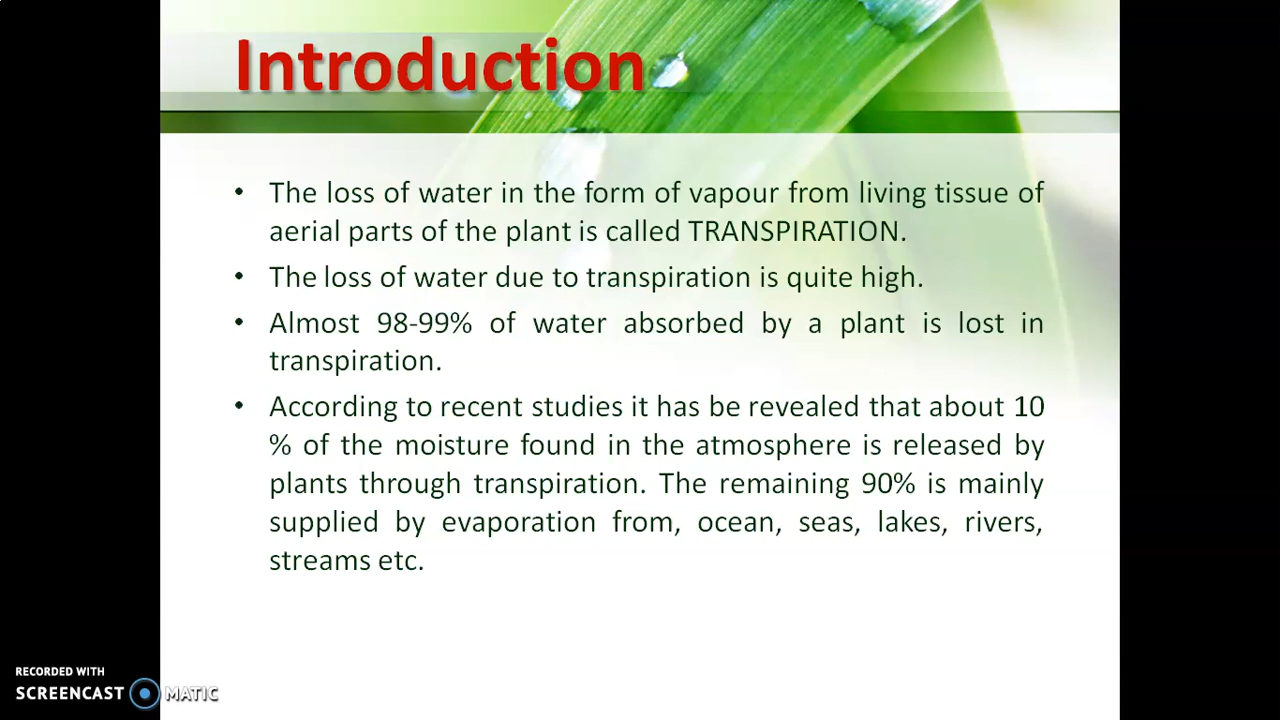 Introduction
• The loss of water in the form of vapour from living tissue of
aerial parts of the plant is called TRANSPIRATION.
• The loss of water due to transpiration is quite high.
• Almost 98-99% of water absorbed by a plant is lost in
transpiration.
• According to recent studies it has be revealed that about 10
% of the moisture found in the atmosphere is released by
plants through transpiration. The remaining 90% is mainly
supplied by evaporation from, ocean, seas, lakes, rivers,
streams etc.
RECORDED WITH
SCREENCAST MATIC